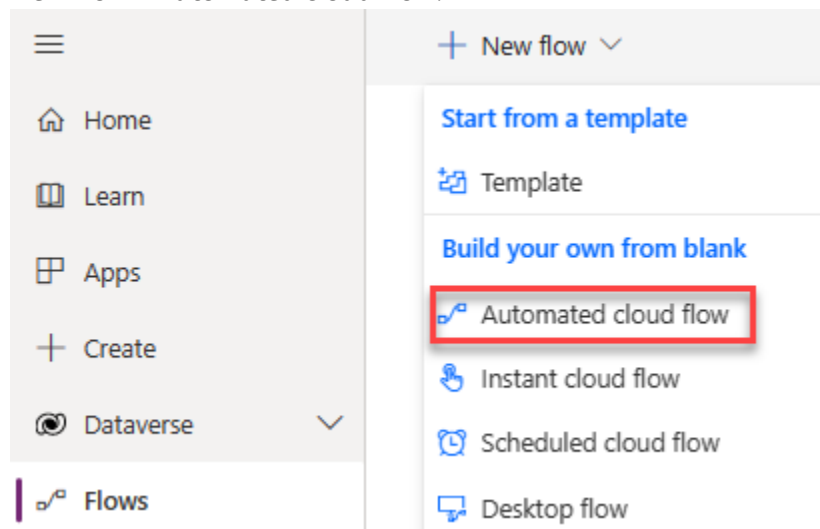 New flow
Home
Learn
Apps
Create
Dataverse
Flows
Start from a template
Template
Build your own from blank
Automated cloud flow
Instant cloud flow
Scheduled cloud flow
Desktop flow